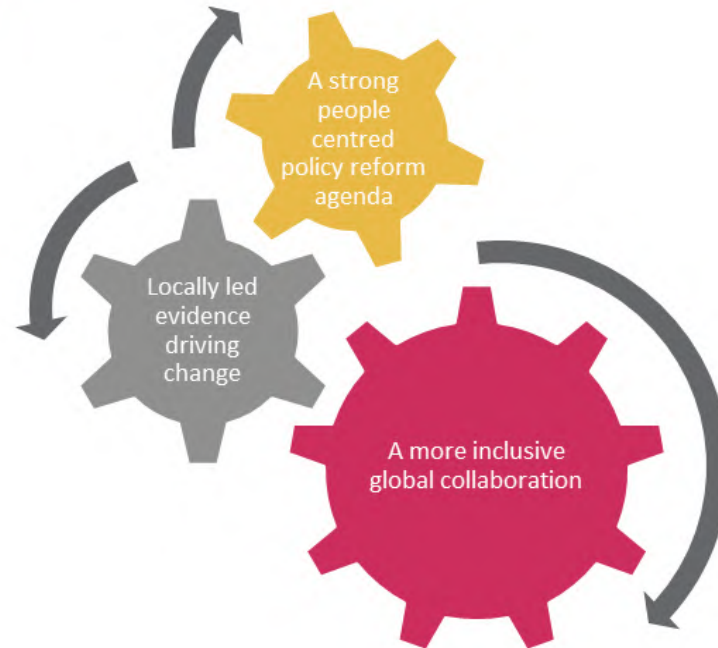 A strong
people
centred
policy reform
agenda
Locally led
evidence
driving
change
A more inclusive
global collaboration